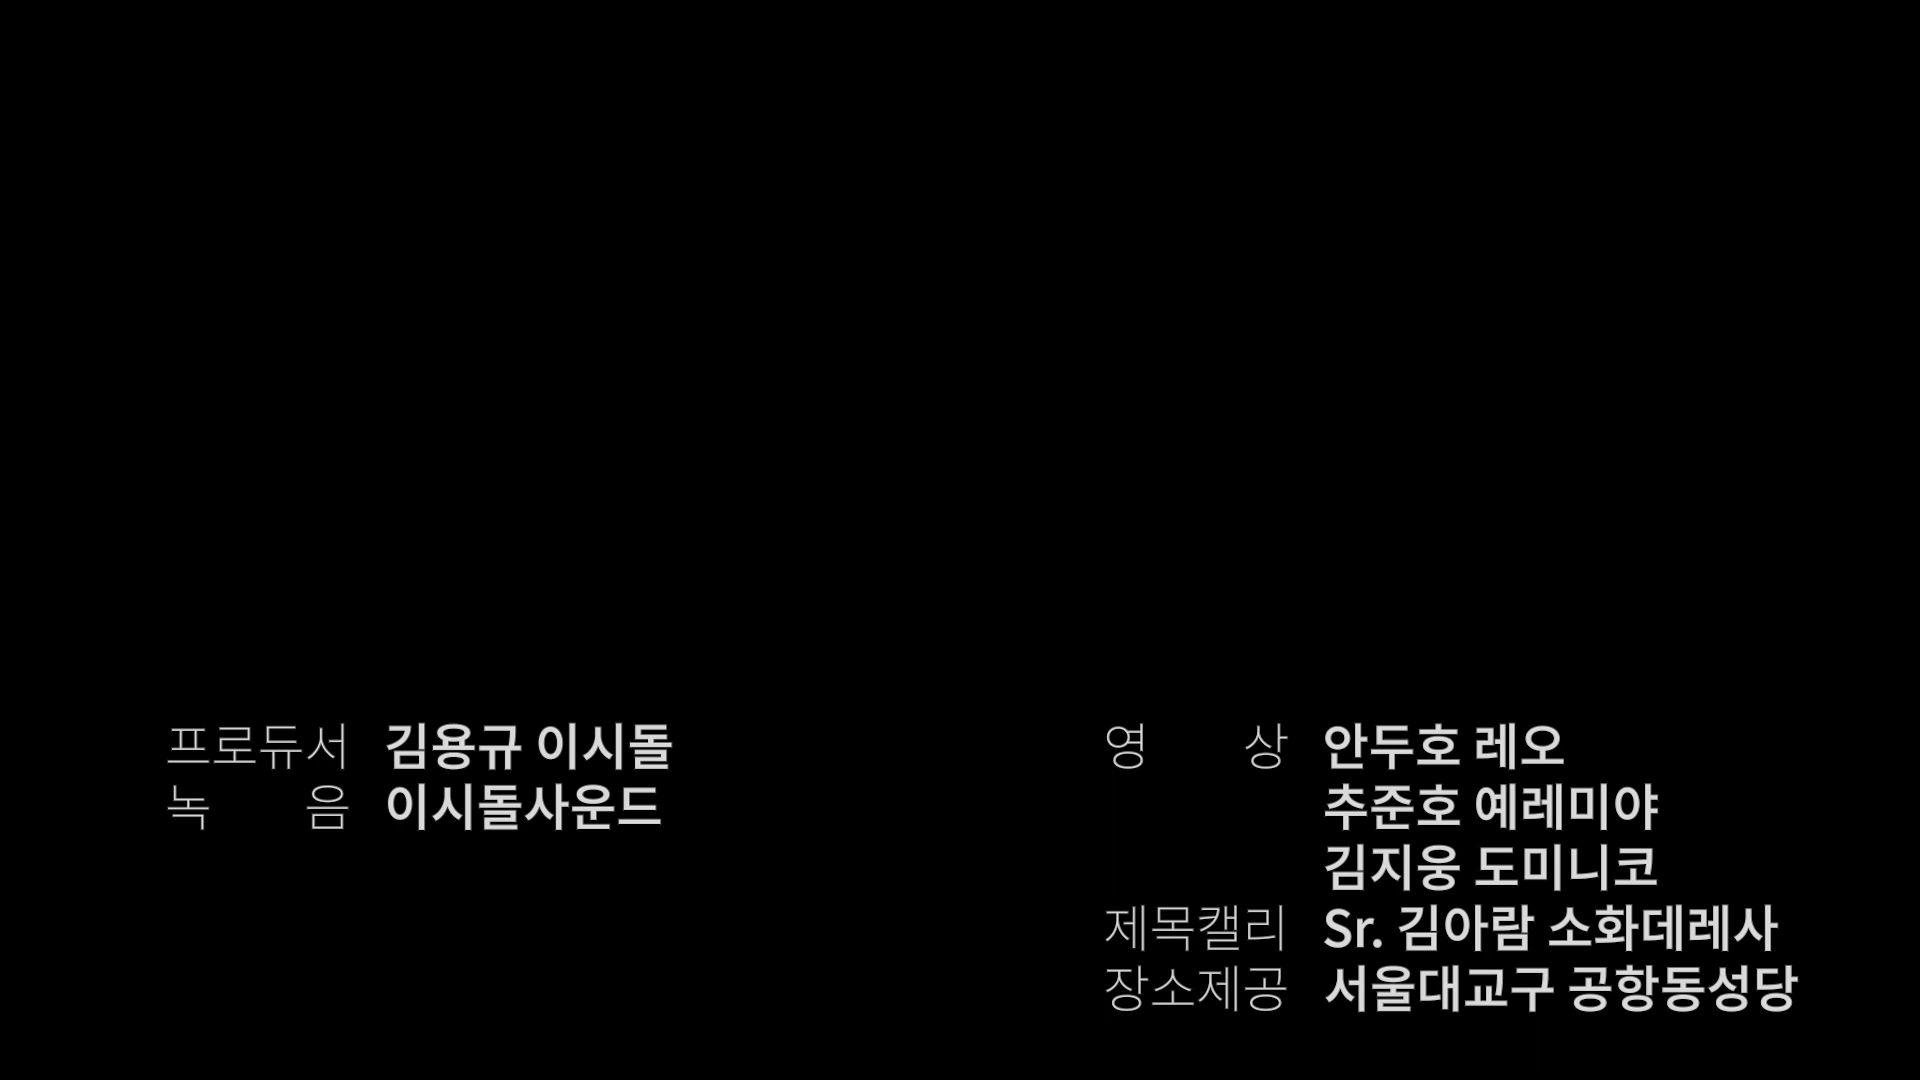 프로듀서 김용규 이시돌
녹 음 이시돌사운드
영 상 안두호 레오
추준호 예레미야
김지웅 도미니코
제목캘리 Sr. 김아람 소화데레사
장소제공 서울대교구 공항동성당